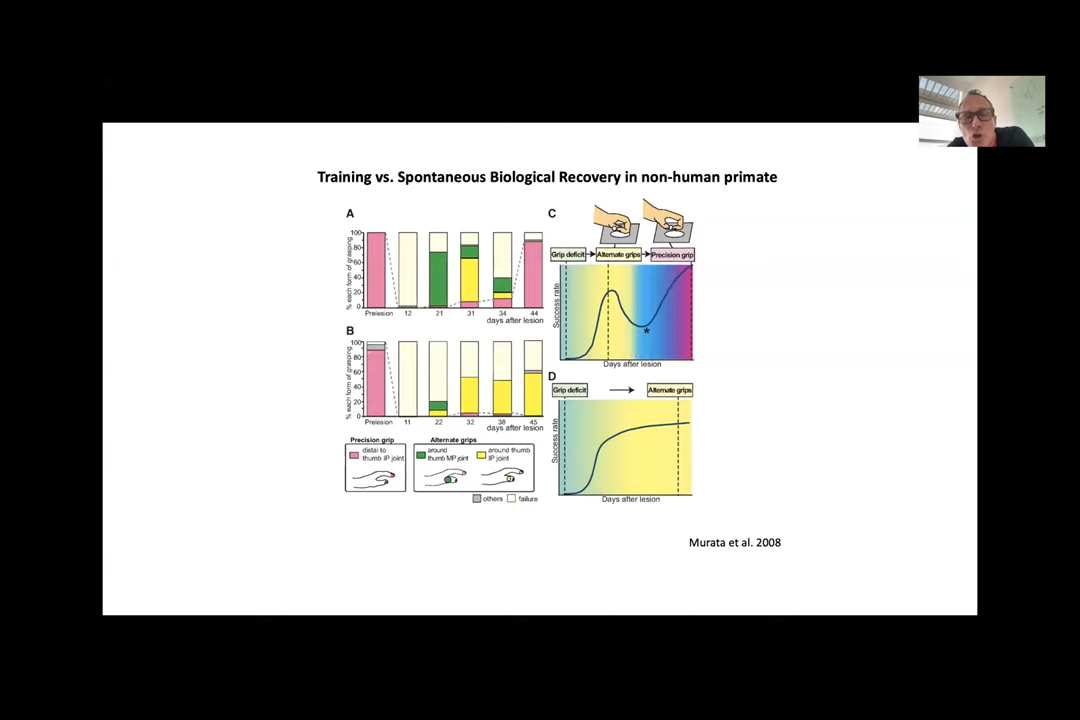 Training vs. Spontaneous Biological Recovery in non-human primate
A
% each form of grasping
100
80
60
40
20
0
Prelesion 12 21 31 34 44
days after lesion
B
% each form of grasping
100
80
60
40
20
0
Prelesion 11 22 32 38 45
days after lesion
Precision grip
distal to
thumb IP joint
Alternate grips
around
thumb MP joint
around thumb
IP joint
others failure
C
Grip deficit Alternate grips Precision grip
Success rate
*
Days after lesion
D
Grip deficit Alternate grips
Success rate
Days after lesion
Murata et al. 2008